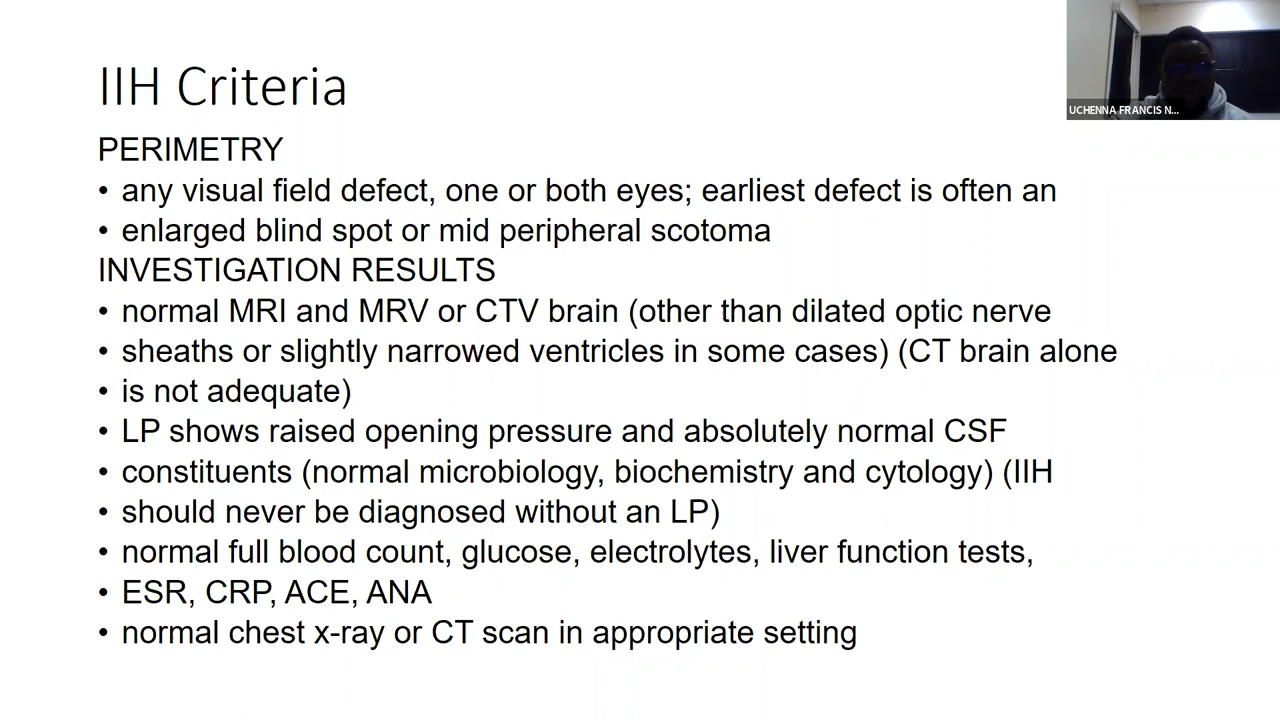 IIH Criteria
UCHENNA FRANCIS N...
PERIMETRY
• any visual field defect, one or both eyes; earliest defect is often an
• enlarged blind spot or mid peripheral scotoma
INVESTIGATION RESULTS
• normal MRI and MRV or CTV brain (other than dilated optic nerve
• sheaths or slightly narrowed ventricles in some cases) (CT brain alone
• is not adequate)
• LP shows raised opening pressure and absolutely normal CSF
• constituents (normal microbiology, biochemistry and cytology) (IIH
• should never be diagnosed without an LP)
• normal full blood count, glucose, electrolytes, liver function tests,
• ESR, CRP, ACE, ANA
• normal chest x-ray or CT scan in appropriate setting